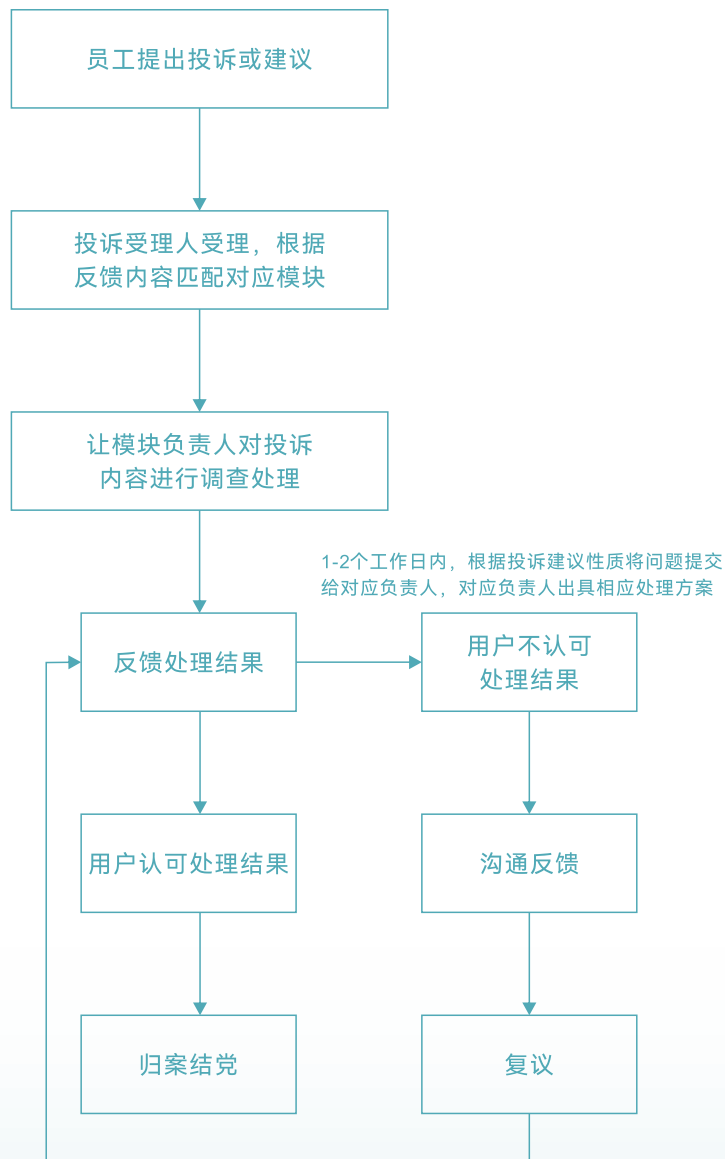 员工提出投诉或建议
投诉受理人受理，根据
反馈内容匹配对应模块
让模块负责人对投诉
内容进行调查处理
1-2个工作日内，根据投诉建议性质将问题提交
给对应负责人，对应负责人出具相应处理方案
反馈处理结果
用户不认可
处理结果
用户认可处理结果
沟通反馈
归案结党
复议